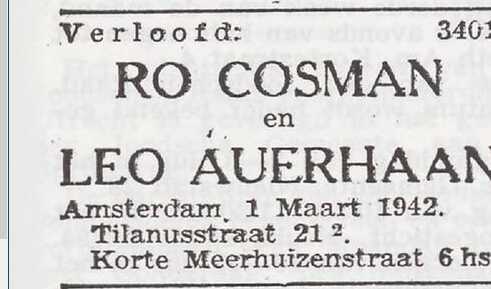 Verloofd: 3401
RO COSMAN
en
LEO AUERHAAN
Amsterdam, 1 Maart 1942.
Tilanusstraat 21 ².
Korte Meerhuizenstraat 6 hs